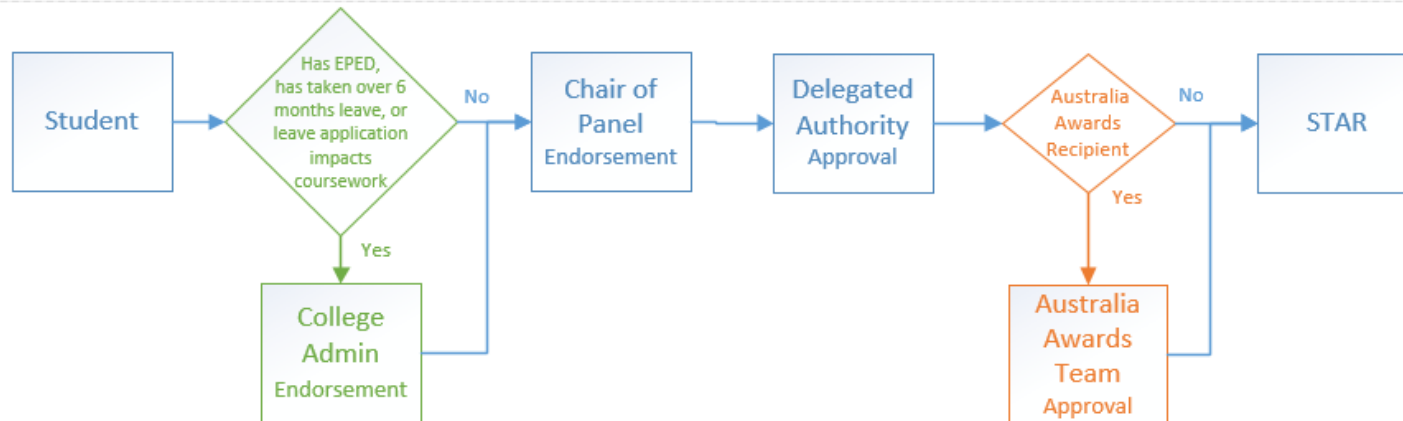 Student
Has EPED,
has taken over 6
months leave, or
leave application
impacts
coursework
No
Yes
College
Admin
Endorsement
Chair of
Panel
Endorsement
Delegated
Authority
Approval
Australia
Awards
Recipient
No
Yes
Australia
Awards
Team
Approval
STAR